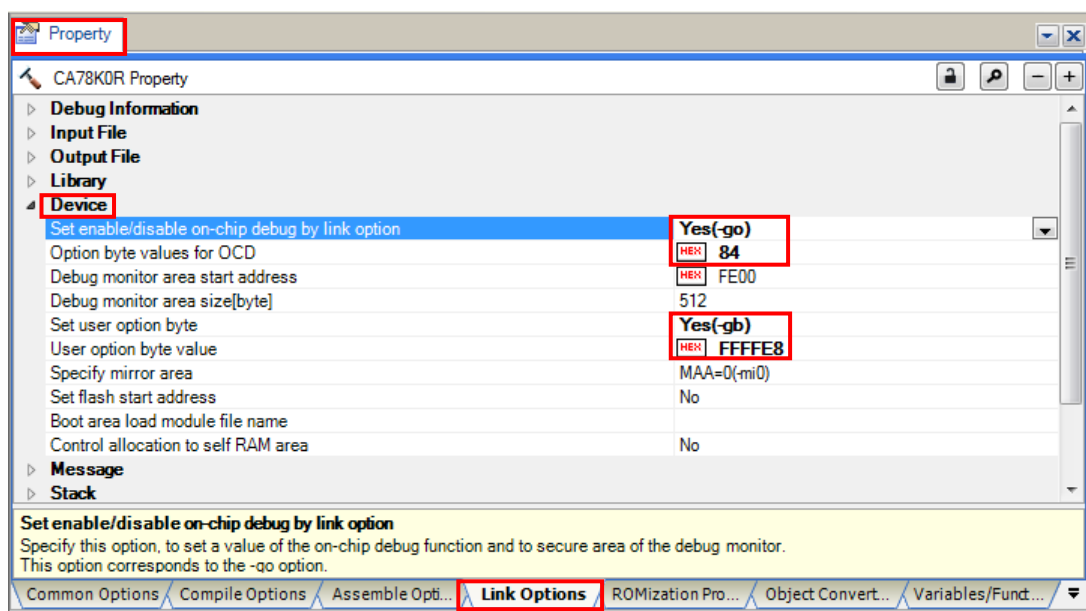 Property
CA78K0R Property
Debug Information
Input File
Output File
Library
Device
Set enable/disable on-chip debug by link option Yes(-go)
Option byte values for OCD HEX 84
Debug monitor area start address HEX FE00
Debug monitor area size[byte] 512
Set user option byte Yes(-gb)
User option byte value HEX FFFFE8
Specify mirror area MAA=0(-mi0)
Set flash start address No
Boot area load module file name
Control allocation to self RAM area No
Message
Stack
Set enable/disable on-chip debug by link option
Specify this option, to set a value of the on-chip debug function and to secure area of the debug monitor.
This option corresponds to the -go option.
Common Options Compile Options Assemble Opti... Link Options ROMization Pro... Object Convert... Variables/Funct...